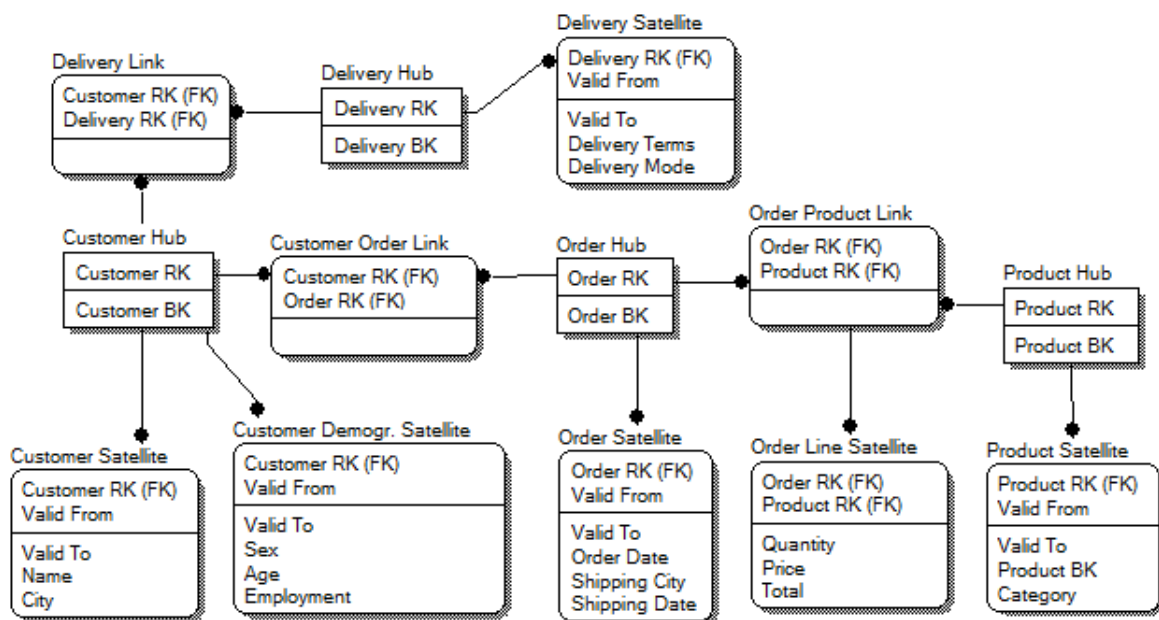 Delivery Satellite
Delivery RK (FK)
Valid From
Valid To
Delivery Terms
Delivery Mode
Delivery Link
Customer RK (FK)
Delivery RK (FK)
Delivery Hub
Delivery RK
Delivery BK
Customer Hub
Customer RK
Customer BK
Customer Order Link
Customer RK (FK)
Order RK (FK)
Order Hub
Order RK
Order BK
Order Product Link
Order RK (FK)
Product RK (FK)
Product Hub
Product RK
Product BK
Customer Satellite
Customer RK (FK)
Valid From
Valid To
Name
City
Customer Demogr. Satellite
Customer RK (FK)
Valid From
Valid To
Sex
Age
Employment
Order Satellite
Order RK (FK)
Valid From
Valid To
Order Date
Shipping City
Shipping Date
Order Line Satellite
Order RK (FK)
Product RK (FK)
Quantity
Price
Total
Product Satellite
Product RK (FK)
Valid From
Valid To
Product BK
Category